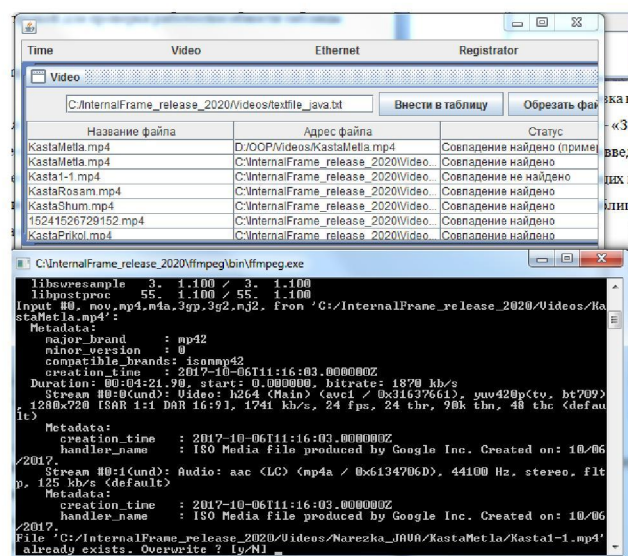 Time Video Ethernet Registrator
Video
C:/InternalFrame_release_2020/Videos/textfile_java.txt Внести в таблицу Обрезать фай
Название файла Адрес файла Статус
KastaMetla.mp4 D:/OOP/Videos/KastaMetla.mp4 Совпадение найдено (пример
KastaMetla.mp4 C:\InternalFrame_release_2020\Video... Совпадение найдено
Kasta1-1.mp4 C:\InternalFrame_release_2020\Video... Совпадение не найдено
KastaRosam.mp4 C:\InternalFrame_release_2020\Video... Совпадение найдено
KastaShum.mp4 C:\InternalFrame_release_2020\Video... Совпадение найдено
15241526729152.mp4 C:\InternalFrame_release_2020\Video... Совпадение найдено
KastaPrikol.mp4 C:\InternalFrame_release_2020\Video... Совпадение найдено
C:\InternalFrame_release_2020\ffmpeg\bin\ffmpeg.exe
libswresample 3. 1.100 / 3. 1.100
libpostproc 55. 1.100 / 55. 1.100
Input #0, mov,mp4,m4a,3gp,3g2,mj2, from 'C:/InternalFrame_release_2020/Videos/Ka
staMetla.mp4':
Metadata:
major_brand : mp42
minor_version : 0
compatible_brands: isommp42
creation_time : 2017-10-06T11:16:03.000000Z
Duration: 00:04:21.90, start: 0.000000, bitrate: 1870 kb/s
Stream #0:0(und): Video: h264 (Main) (avc1 / 0x31637661), yuv420p(tv, bt709)
, 1280x720 [SAR 1:1 DAR 16:9], 1741 kb/s, 24 fps, 24 tbr, 90k tbn, 48 tbc (defau
lt)
Metadata:
creation_time : 2017-10-06T11:16:03.000000Z
handler_name : ISO Media file produced by Google Inc. Created on: 10/06
/2017.
Stream #0:1(und): Audio: aac (LC) (mp4a / 0x6134706D), 44100 Hz, stereo, flt
p, 125 kb/s (default)
Metadata:
creation_time : 2017-10-06T11:16:03.000000Z
handler_name : ISO Media file produced by Google Inc. Created on: 10/06
/2017.
File 'C:/InternalFrame_release_2020/Videos/Narezka_JAVA/KastaMetla/Kasta1-1.mp4'
already exists. Overwrite ? [y/N]